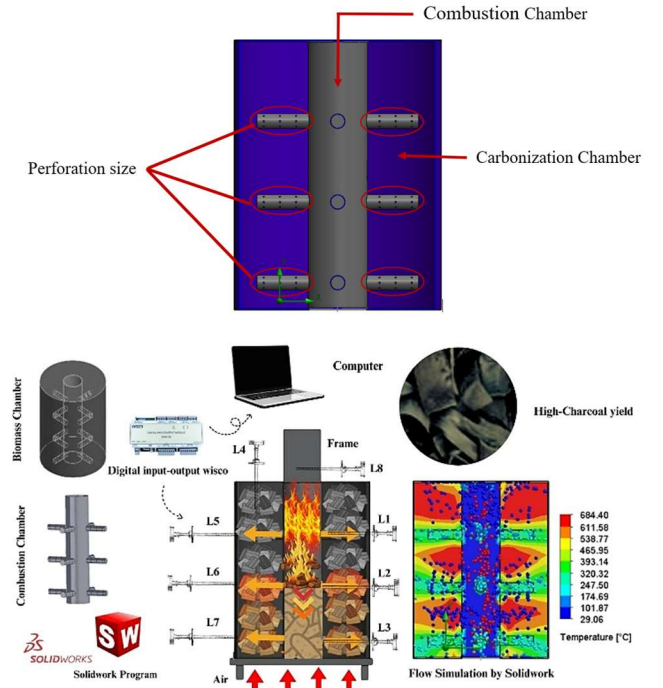 Combustion Chamber
Perforation size
Carbonization Chamber
Biomass Chamber
Digital input-output wisco
Computer
High-Charcoal yield
L4
Frame
L8
Combustion Chamber
L5
L1
L6
L2
L7
L3
684.40
611.58
538.77
465.95
393.14
320.32
247.50
174.69
101.87
29.06
Temperature [°C]
SOLIDWORKS
SW
Solidwork Program
Air
Flow Simulation by Solidwork